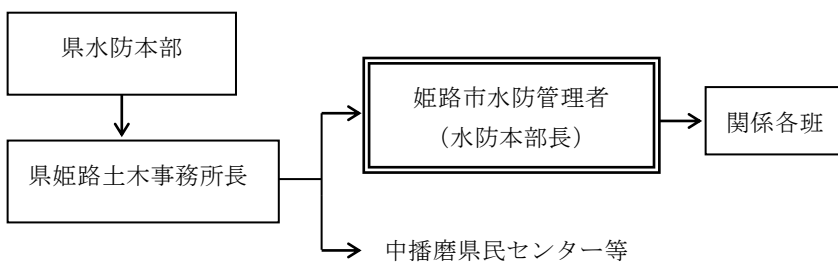 県水防本部
県姫路土木事務所長
姫路市水防管理者
（水防本部長）
関係各班
中播磨県民センター等